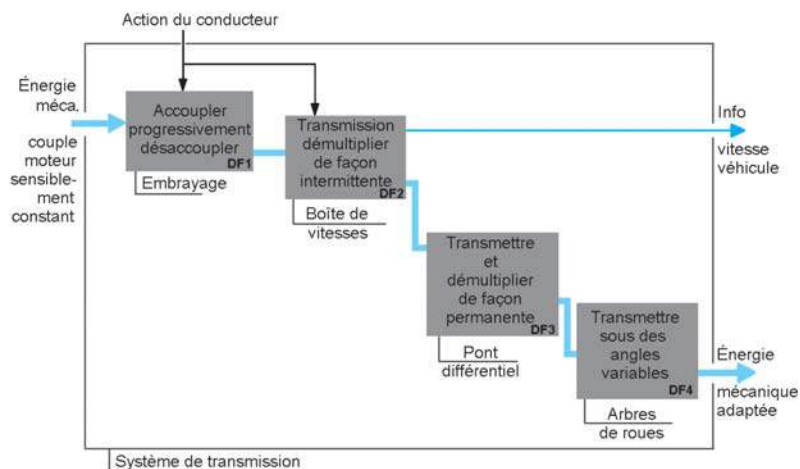 Action du conducteur
Énergie
méca.
couple
moteur
sensible-
ment
constant
Accoupler
progressivement
désaccoupler
DF1
Embrayage
Transmission
démultiplier
de façon
intermittente
DF2
Boîte de
vitesses
Info
vitesse
véhicule
Transmettre
et
démultiplier
de façon
permanente
DF3
Pont
différentiel
Transmettre
sous des
angles
variables
DF4
Arbres
de roues
Énergie
mécanique
adaptée
Système de transmission